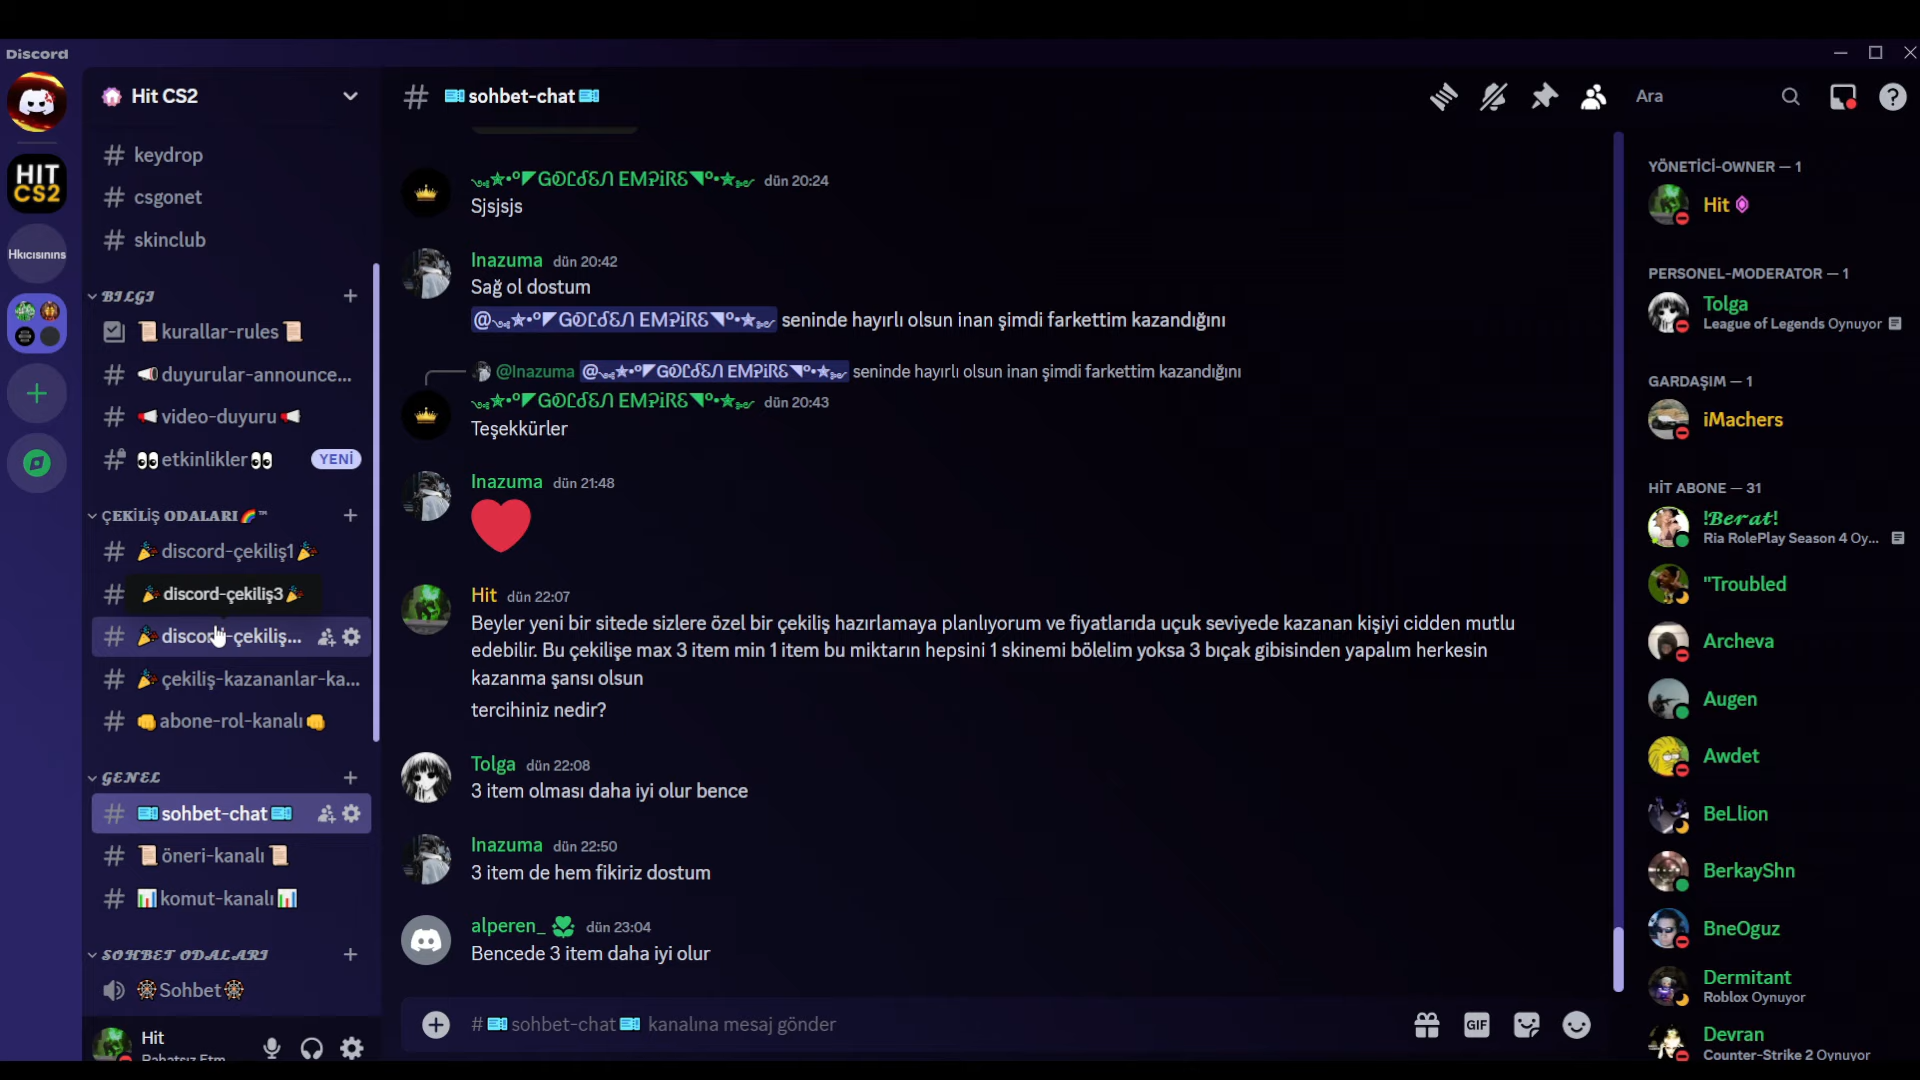 Discord
Hit CS2
keydrop
csgonet
skinclub
BILGI
kurallar-rules
duyurular-announce...
video-duyuru
etkinlikler
YENİ
ÇEKİLİŞ ODALARI™
discord-çekiliş1
discord-çekiliş3
discord-çekiliş...
çekiliş-kazananlar-ka...
abone-rol-kanalı
GENEL
sohbet-chat
öneri-kanalı
komut-kanalı
SOHBET ODALARI
Sohbet
Hit
Rahatsız Etm
HIT
CS2
Hkıcısınıns
sohbet-chat
Ara
dün 20:24
Sjsjsjs
Inazuma dün 20:42
Sağ ol dostum
seninde hayırlı olsun inan şimdi farkettim kazandığını
@Inazuma seninde hayırlı olsun inan şimdi farkettim kazandığını
dün 20:43
Teşekkürler
Inazuma dün 21:48
Hit dün 22:07
Beyler yeni bir sitede sizlere özel bir çekiliş hazırlamaya planlıyorum ve fiyatlarıda uçuk seviyede kazanan kişiyi cidden mutlu
edebilir. Bu çekilişe max 3 item min 1 item bu miktarın hepsini 1 skinemi bölelim yoksa 3 bıçak gibisinden yapalım herkesin
kazanma şansı olsun
tercihiniz nedir?
Tolga dün 22:08
3 item olması daha iyi olur bence
Inazuma dün 22:50
3 item de hem fikiriz dostum
alperen_ dün 23:04
Bencede 3 item daha iyi olur
# sohbet-chat kanalına mesaj gönder
GIF
YÖNETİCİ-OWNER — 1
Hit
PERSONEL-MODERATOR — 1
Tolga
League of Legends Oynuyor
GARDAŞIM — 1
iMachers
HİT ABONE — 31
!Berat!
Ria RolePlay Season 4 Oy...
"Troubled
Archeva
Augen
Awdet
BeLlion
BerkayShn
BneOguz
Dermitant
Roblox Oynuyor
Devran
Counter-Strike 2 Oynuyor